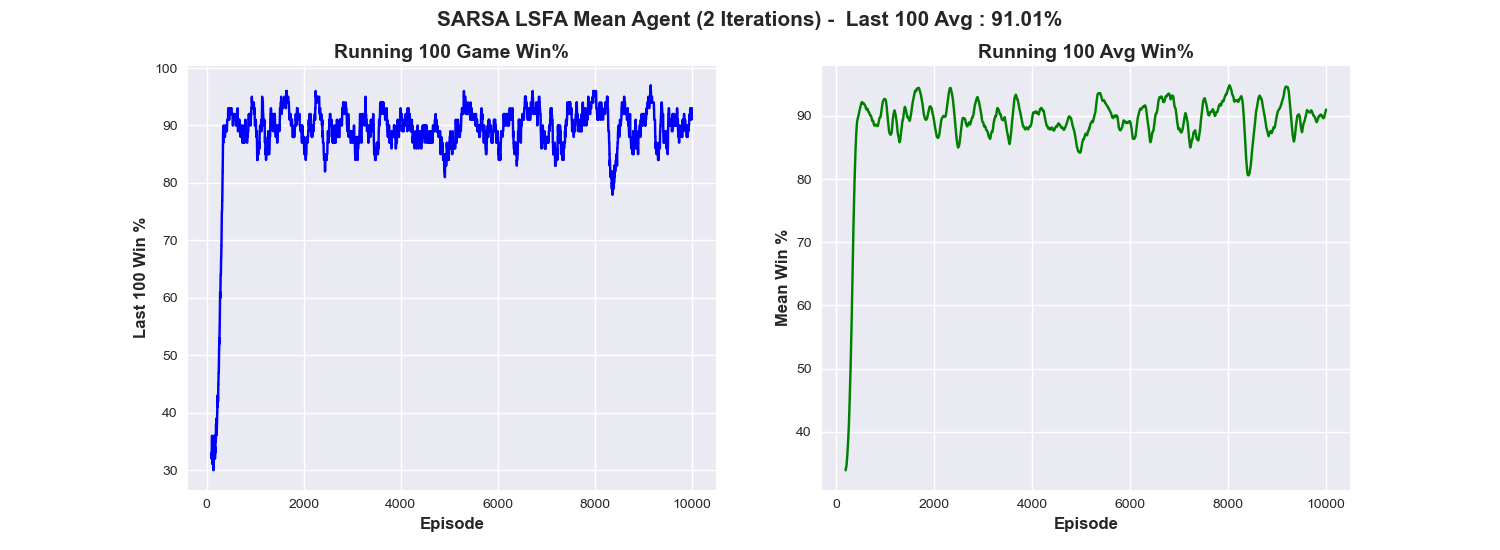 SARSA LSFA Mean Agent (2 Iterations) -  Last 100 Avg : 91.01%
Running 100 Game Win%
100
90
80
70
60
50
40
30
Last 100 Win %
0 2000 4000 6000 8000 10000
Episode
Running 100 Avg Win%
90
80
70
60
50
40
Mean Win %
0 2000 4000 6000 8000 10000
Episode